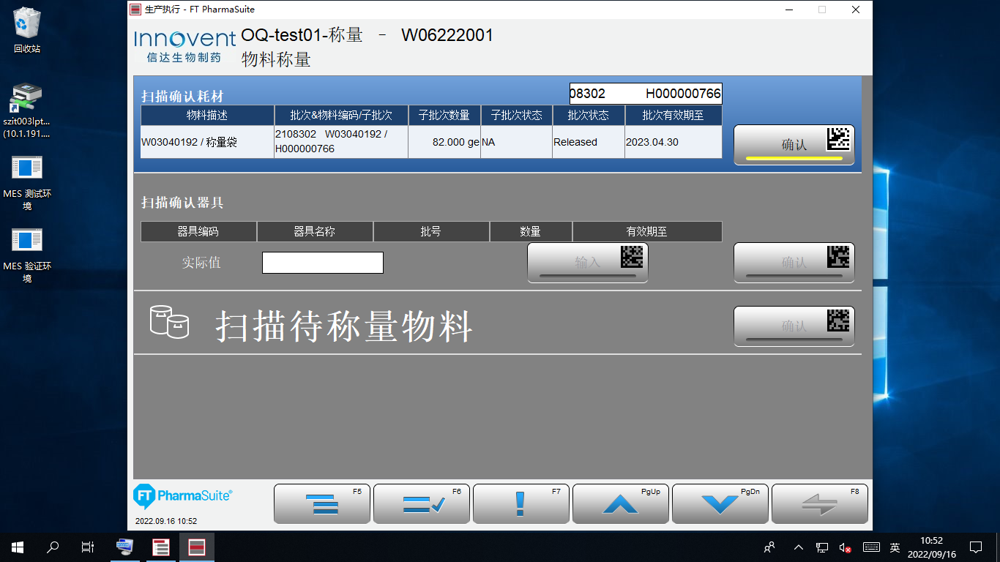 回收站
szit003lpt...
(10.1.191....
MES 测试环
境
MES 验证环
境
生产执行 - FT PharmaSuite
Innovent
信达生物制药
OQ-test01-称量 - W06222001
物料称量
扫描确认耗材
08302 H000000766
物料描述 批次&物料编码/子批次 子批次数量 子批次状态 批次状态 批次有效期至
W03040192 / 称量袋 2108302 W03040192 / H000000766 82.000 ge NA Released 2023.04.30
确认
扫描确认器具
器具编码 器具名称 批号 数量 有效期至
实际值 输入 确认
扫描待称量物料 确认
FT PharmaSuite®
2022.09.16 10:52
F5 F6 F7 PgUp PgDn F8
英
10:52
2022/09/16